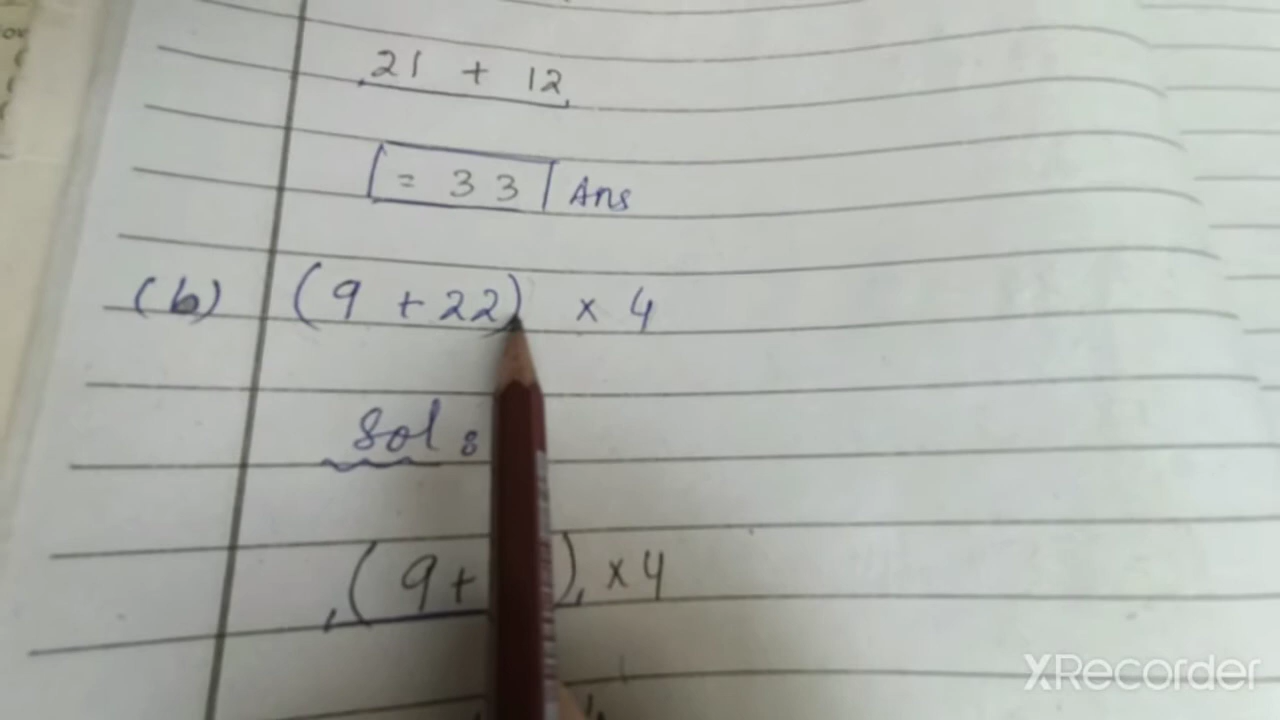 21 + 12
= 33 Ans
(b) (9 + 22) × 4
Sol :
(9 + ) × 4
XRecorder